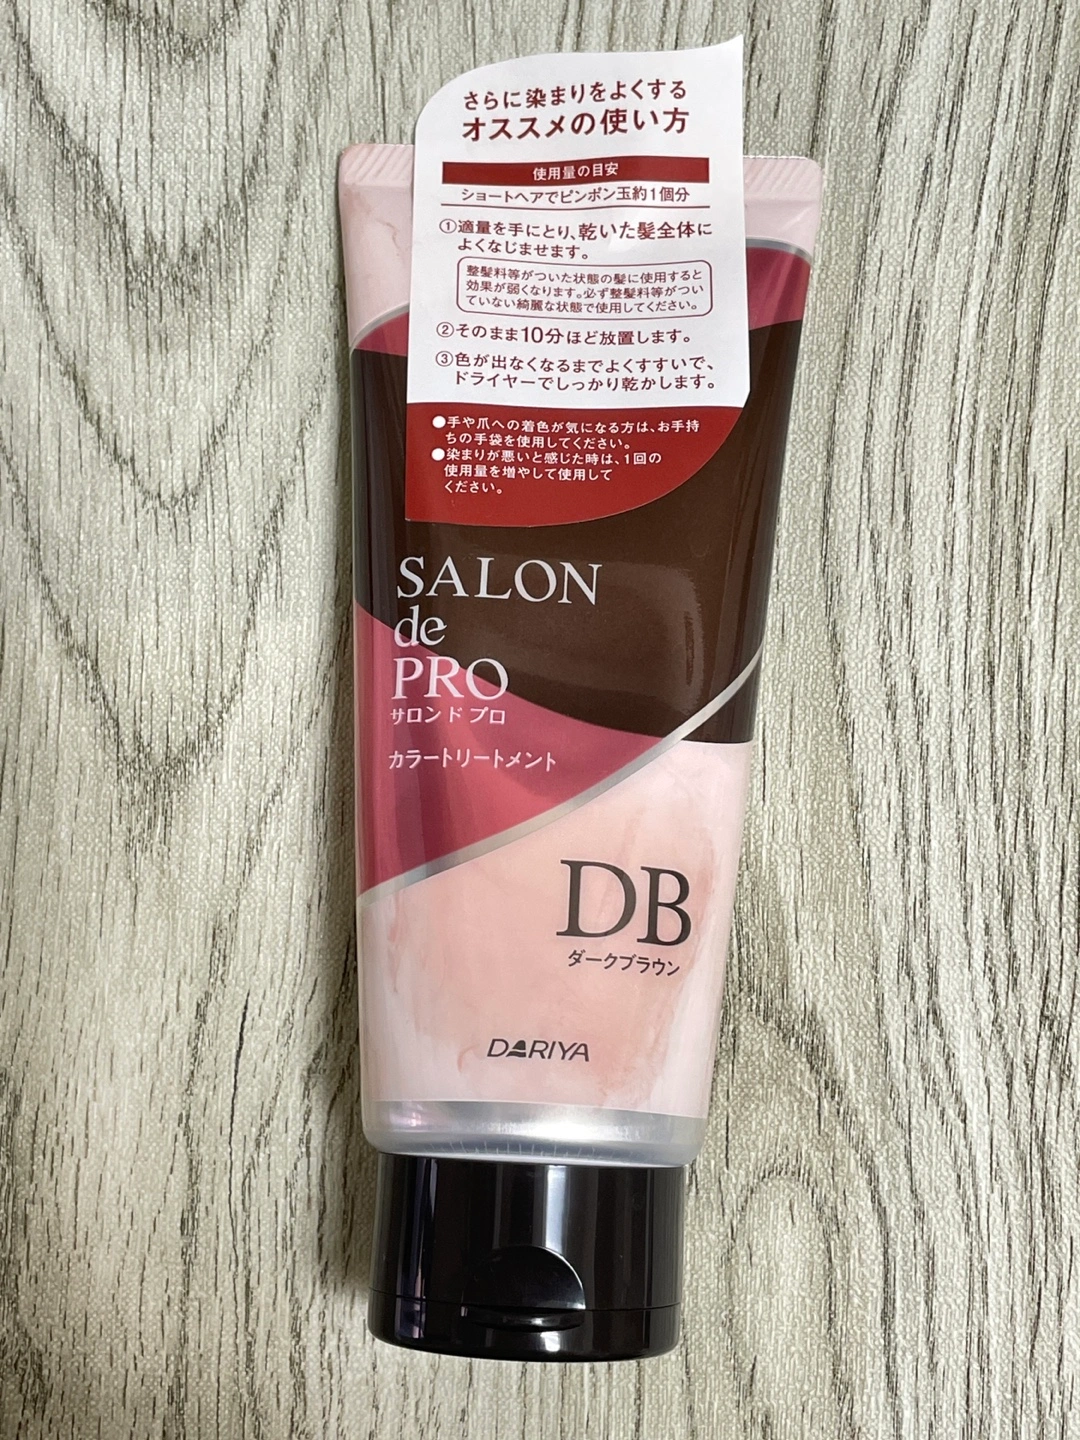 さらに染まりをよくする
オススメの使い方
使用量の目安
ショートヘアでピンポン玉約1個分
①適量を手にとり、乾いた髪全体に
よくなじませます。
整髪料等がついた状態の髪に使用すると
効果が弱くなります。必ず整髪料等がつい
ていない綺麗な状態で使用してください。
②そのまま10分ほど放置します。
③色が出なくなるまでよくすすいで、
ドライヤーでしっかり乾かします。
●手や爪への着色が気になる方は、お手持
ちの手袋を使用してください。
●染まりが悪いと感じた時は、1回の
使用量を増やして使用して
ください。
SALON
de
PRO
サロン ド プロ
カラートリートメント
DB
ダークブラウン
DARIYA